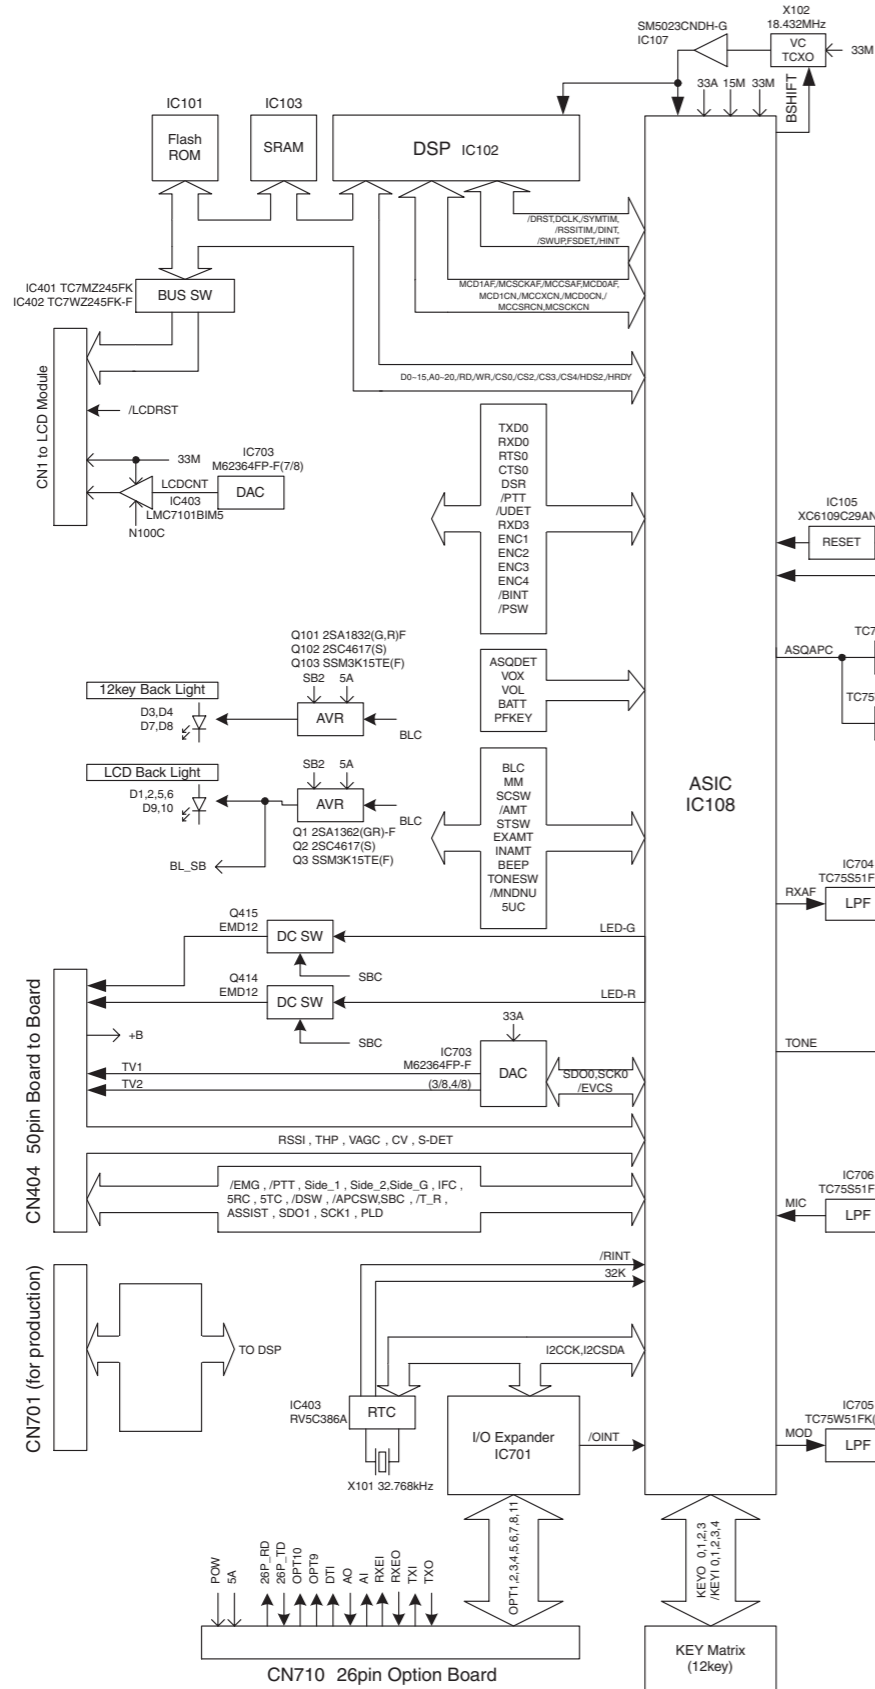 X102
18.432MHz
SM5023CNDH-G
IC107
VC
TCXO
33M
33A 15M 33M
BSHIFT
IC101
Flash
ROM
IC103
SRAM
DSP IC102
/DRST,DCLK,/SYMTIM,
/RSSITIM,/DINT,
/SWUP,FSDET,/HINT
IC401 TC7MZ245FK
IC402 TC7WZ245FK-F
BUS SW
MCD1AF/MCSCKAF/MCCSAF,MCD0AF,
MCD1CN,/MCCXCN,/MCD0CN,/
MCCSRCN,MCSCKCN
D0~15,A0~20,/RD,/WR,/CS0,/CS2,/CS3,/CS4/HDS2,/HRDY
CN1 to LCD Module
/LCDRST
33M
IC703
M62364FP-F(7/8)
LCDCNT
DAC
IC403
LMC7101BIM5
N100C
TXD0
RXD0
RTS0
CTS0
DSR
/PTT
/UDET
RXD3
ENC1
ENC2
ENC3
ENC4
/BINT
/PSW
IC105
XC6109C29AN
RESET
ASQAPC
TC7
TC75
Q101 2SA1832(G,R)F
Q102 2SC4617(S)
Q103 SSM3K15TE(F)
SB2 5A
12key Back Light
D3,D4
D7,D8
AVR
BLC
ASQDET
VOX
VOL
BATT
PFKEY
LCD Back Light
D1,2,5,6
D9,10
SB2 5A
AVR
BLC
Q1 2SA1362(GR)-F
Q2 2SC4617(S)
Q3 SSM3K15TE(F)
BL_SB
BLC
MM
SCSW
/AMT
STSW
EXAMT
INAMT
BEEP
TONESW
/MNDNU
5UC
ASIC
IC108
IC704
TC75S51F
RXAF
LPF
Q415
EMD12
DC SW
LED-G
SBC
Q414
EMD12
DC SW
LED-R
SBC
CN404 50pin Board to Board
+B
33A
IC703
M62364FP-F
TV1
TV2
(3/8,4/8)
DAC
SDO0,SCK0
/EVCS
TONE
RSSI , THP , VAGC , CV , S-DET
/EMG , /PTT, Side_1 , Side_2,Side_G , IFC ,
5RC , 5TC , /DSW , /APCSW,SBC , /T_R ,
ASSIST , SDO1 , SCK1 , PLD
IC706
TC75S51F
MIC
LPF
CN701 (for production)
TO DSP
/RINT
32K
I2CCK,I2CSDA
IC403
RV5C386A
RTC
X101 32.768kHz
I/O Expander
IC701
/OINT
IC705
TC75W51FK(
MOD
LPF
OPT1,2,3,4,5,6,7,8,11
KEYO 0,1,2,3
/KEYI 0,1,2,3,4
POW
5A
26P_RD
26P_TD
OPT10
OPT9
DTI
AO
AI
RXEI
RXEO
TXI
TXO
CN710 26pin Option Board
KEY Matrix
(12key)